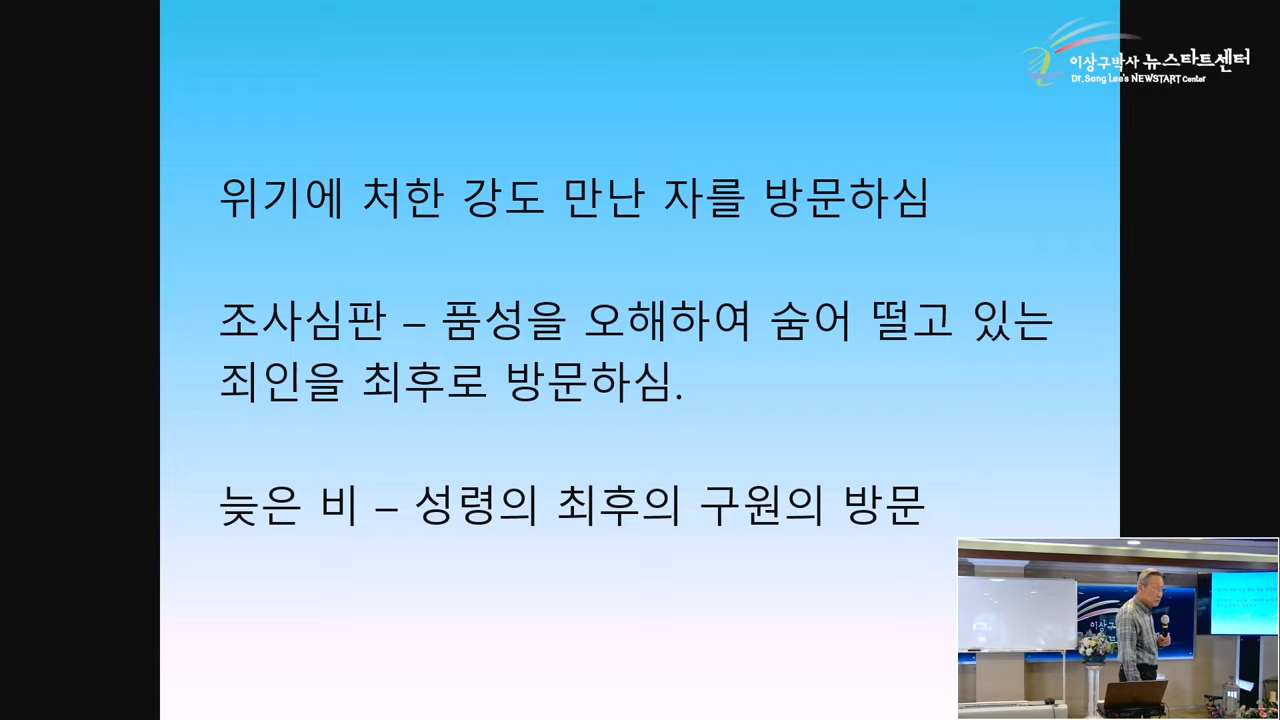 이상구박사 뉴스타트센터
Dr. Sang Lee's NEWSTART Center
위기에 처한 강도 만난 자를 방문하심
조사심판 – 품성을 오해하여 숨어 떨고 있는
죄인을 최후로 방문하심.
늦은 비 – 성령의 최후의 구원의 방문
이상구